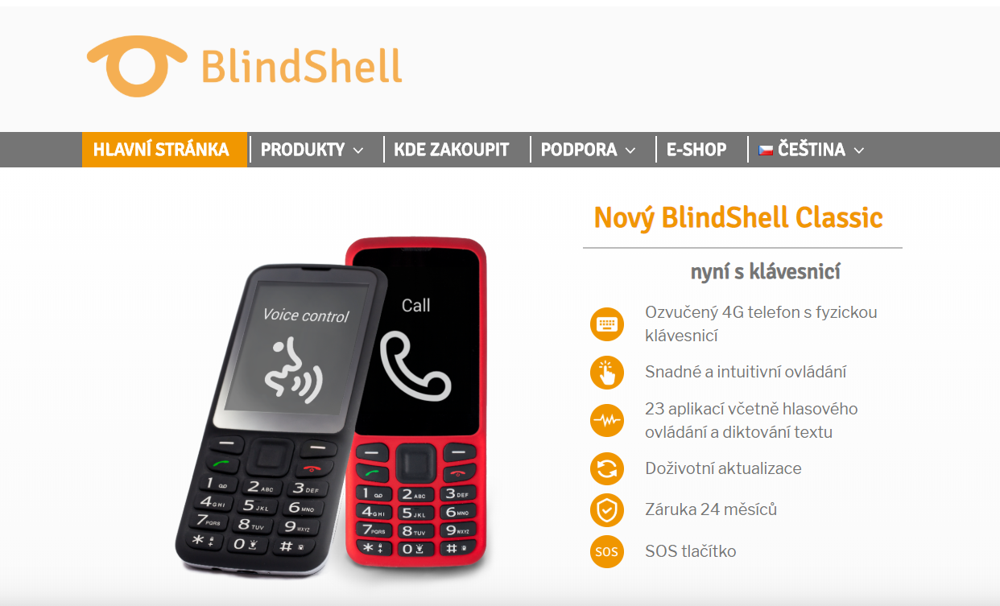 BlindShell
HLAVNÍ STRÁNKA PRODUKTY KDE ZAKOUPIT PODPORA E-SHOP ČEŠTINA
Nový BlindShell Classic
nyní s klávesnicí
Ozvučený 4G telefon s fyzickou
klávesnicí
Snadné a intuitivní ovládání
23 aplikací včetně hlasového
ovládání a diktování textu
Doživotní aktualizace
Záruka 24 měsíců
SOS SOS tlačítko
Voice control
1 2 ABC 3 DEF
4 GHI 5 JKL 6 MNO
7 PQRS 8 TUV 9 WXYZ
* 0 #
Call
1 2 ABC 3 DEF
4 GHI 5 JKL 6 MNO
7 PQRS 8 TUV 9 WXYZ
* 0 #